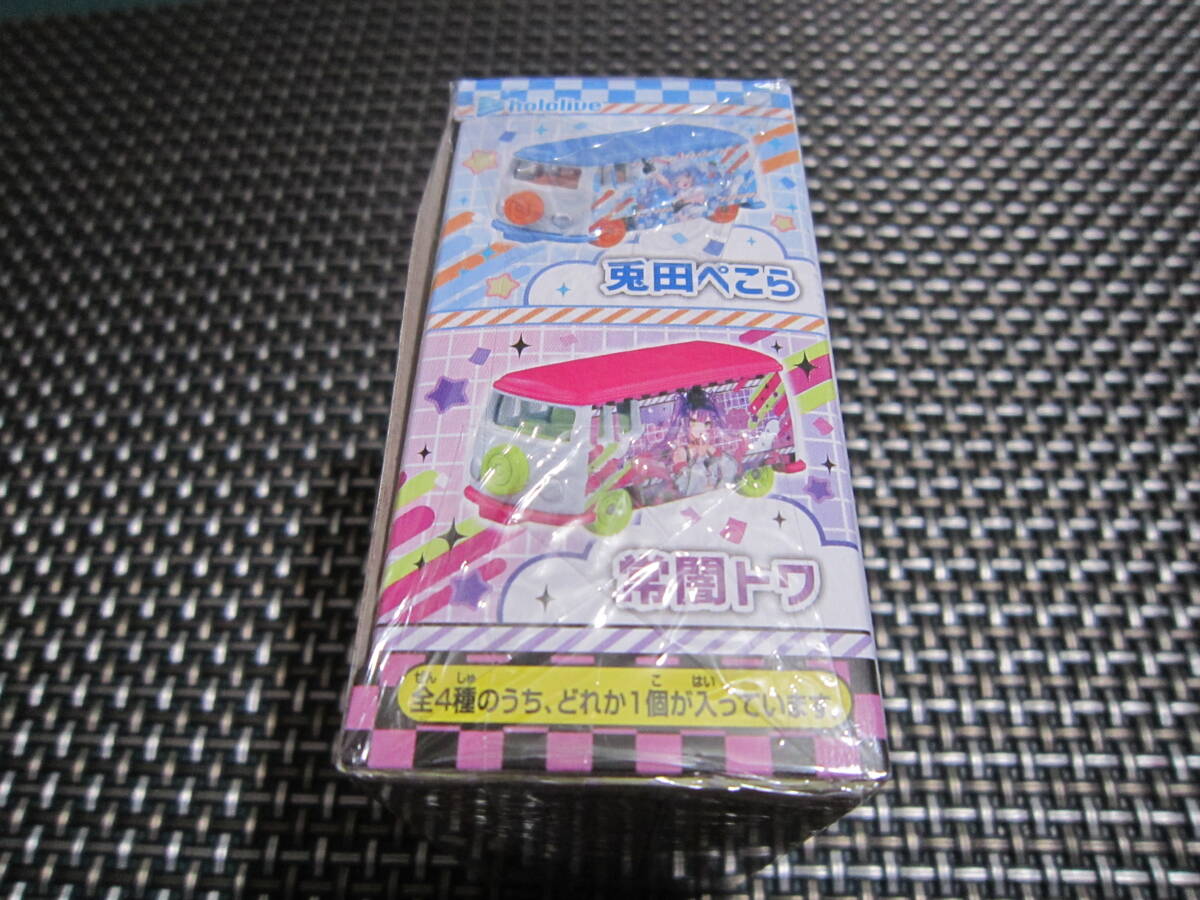 hololive
兎田ぺこら
常闇トワ
ぜん しゅ こ はい
全4種のうち、どれか1個が入っています。